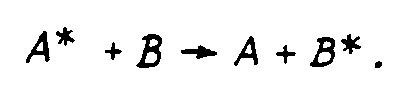 A* + B → A + B*.